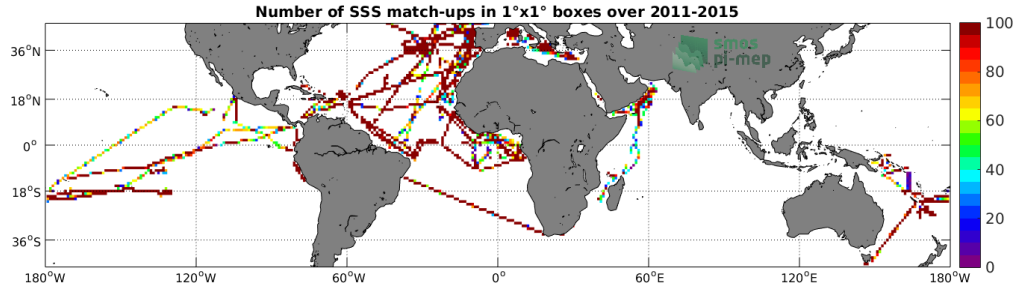 Number of SSS match-ups in 1°x1° boxes over 2011-2015
smos
pi-mep
36°N
18°N
0°
18°S
36°S
180°W 120°W 60°W 0° 60°E 120°E 180°W
100
80
60
40
20
0